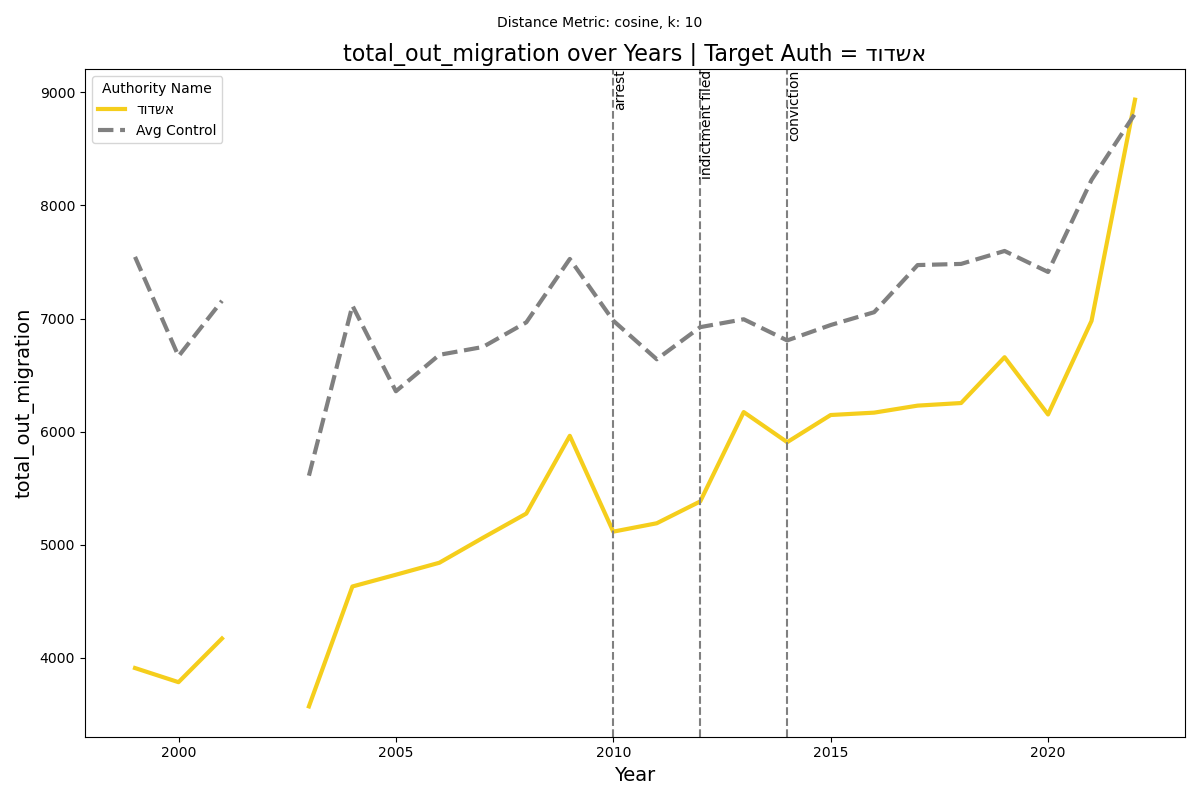 Distance Metric: cosine, k: 10
total_out_migration over Years | Target Auth = אשדוד
Authority Name
אשדוד
Avg Control
arrest
indictment filed
conviction
9000
8000
7000
6000
5000
4000
total_out_migration
2000
2005
2010
2015
2020
Year